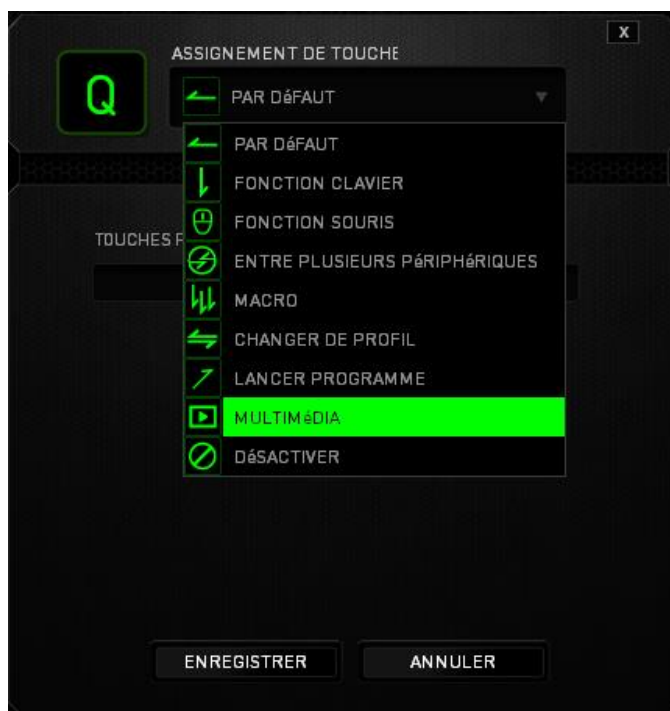 X
ASSIGNEMENT DE TOUCHE
Q
PAR DéFAUT
PAR DéFAUT
FONCTION CLAVIER
FONCTION SOURIS
TOUCHES
ENTRE PLUSIEURS PéRIPHéRIQUES
MACRO
CHANGER DE PROFIL
LANCER PROGRAMME
MULTIMéDIA
DéSACTIVER
ENREGISTRER
ANNULER